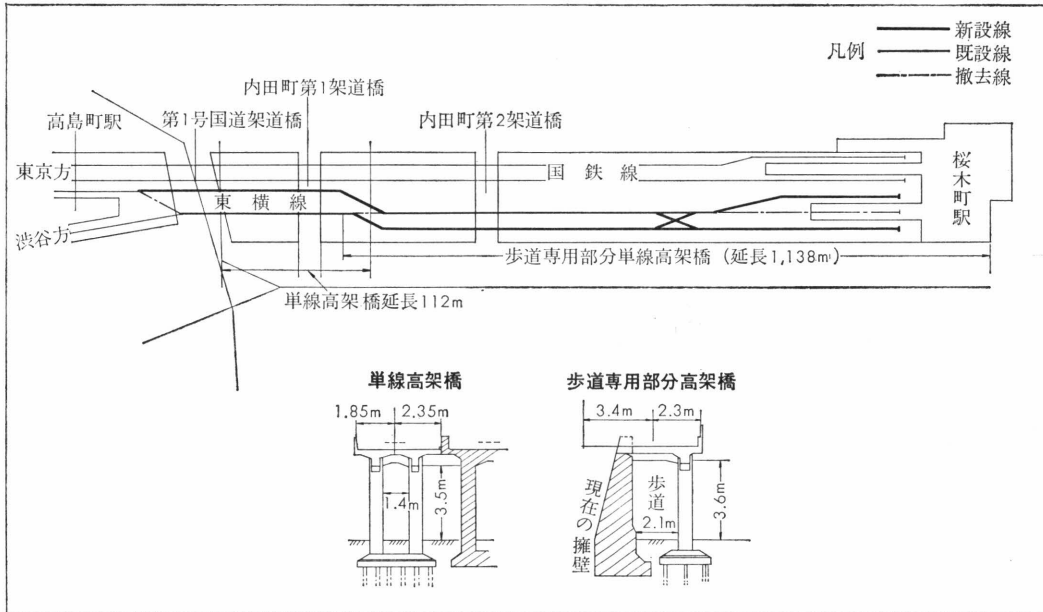 凡例
新設線
既設線
撤去線
内田町第1架道橋
高島町駅
第1号国道架道橋
内田町第2架道橋
東京方
国鉄線
桜木町駅
東横線
渋谷方
歩道専用部分単線高架橋（延長1,138m）
単線高架橋延長112m
単線高架橋
1.85m
2.35m
1.4m
3.5m
歩道専用部分高架橋
3.4m
2.3m
現在の擁壁
歩道
2.1m
3.6m